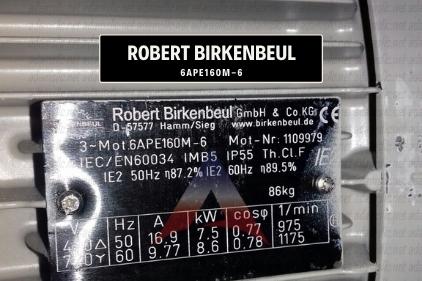 ROBERT BIRKENBEUL
6APE160M-6
BIRKENBEUL Robert Birkenbeul GmbH & Co.KG CE
D-57577 Hamm/Sieg www.birkenbeul.de
3~Mot.6APE160M-6 Mot-Nr: 1109979
IEC/EN60034 IMB5 IP55 Th.Cl.F IE
IE2 50Hz η87.2% IE2 60Hz η89.5%
86kg
V Hz A kW cosφ 1/min
Δ 50 16.9 7.5 0.77 975
Y 60 9.77 8.6 0.78 1175